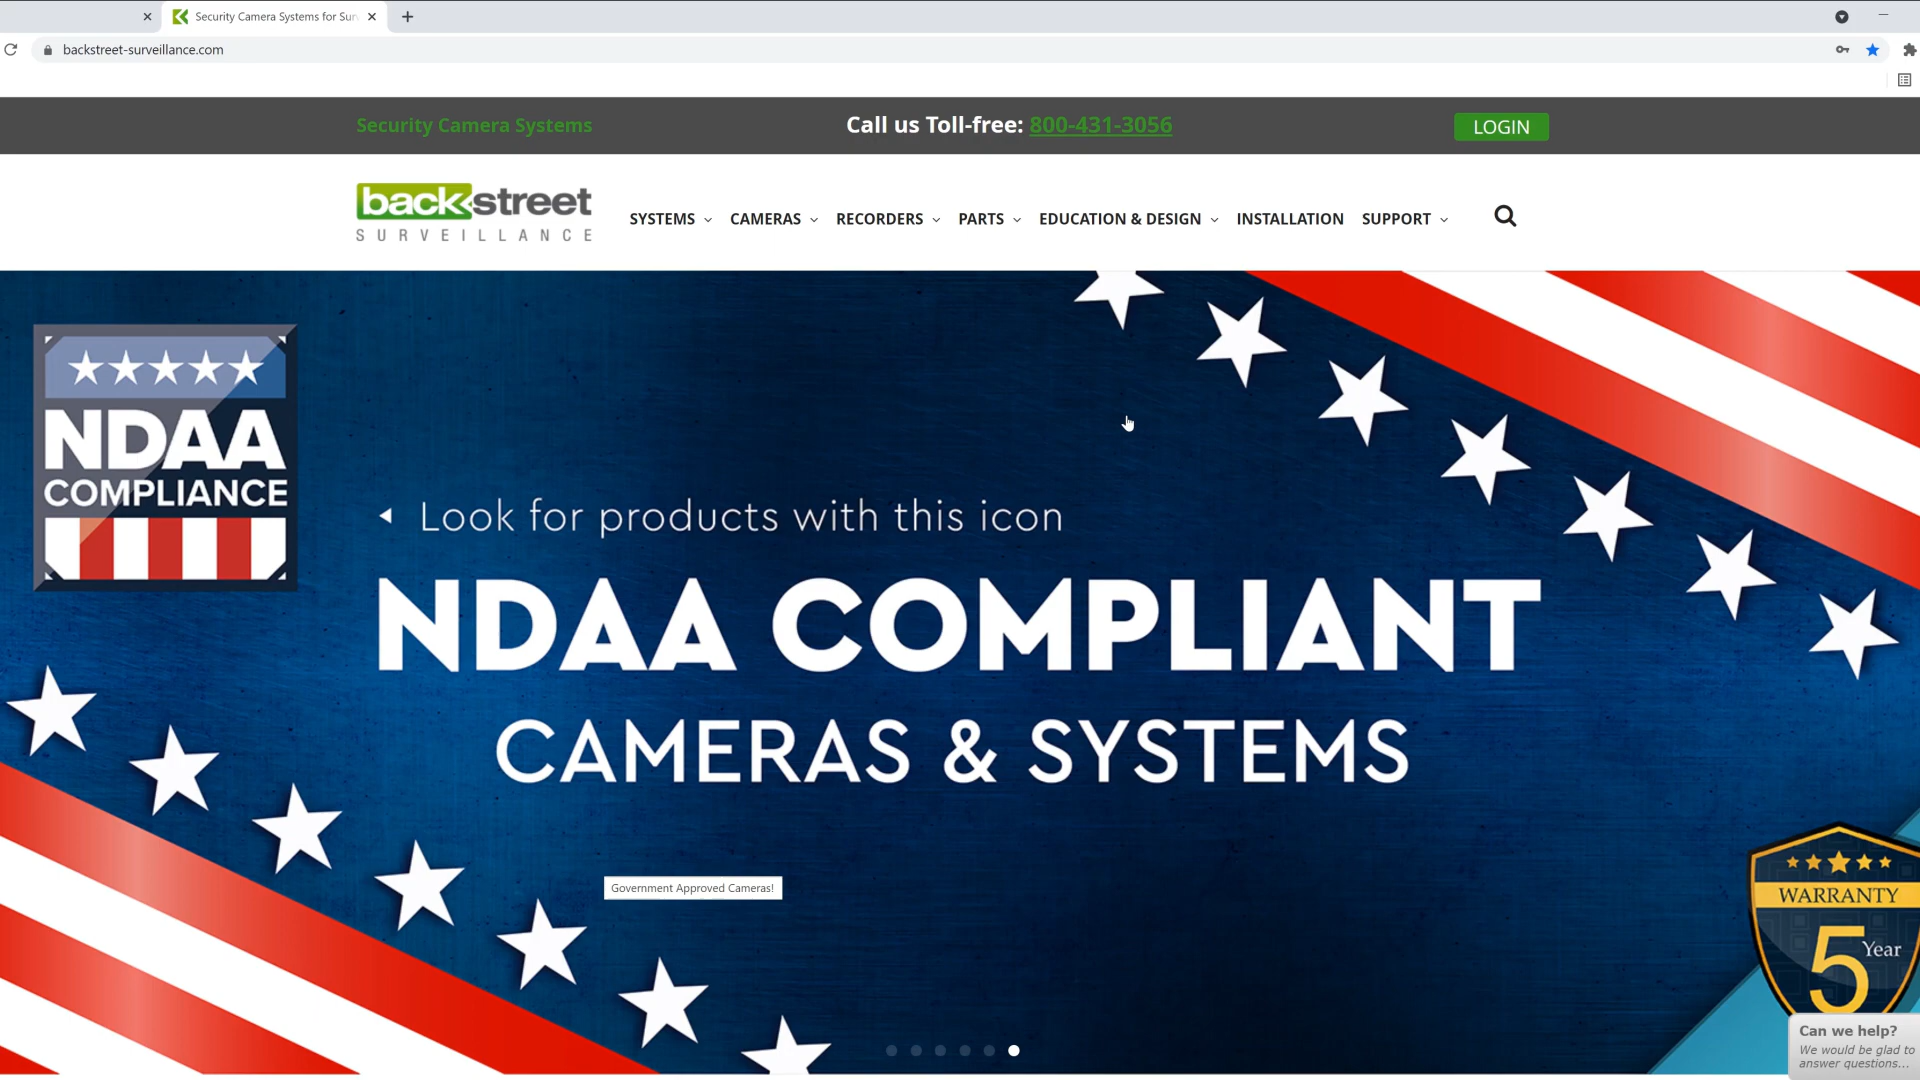 Security Camera Systems for Sur
backstreet-surveillance.com
Security Camera Systems
Call us Toll-free: 800-431-3056
LOGIN
backstreet
SURVEILLANCE
SYSTEMS
CAMERAS
RECORDERS
PARTS
EDUCATION & DESIGN
INSTALLATION
SUPPORT
NDAA
COMPLIANCE
Look for products with this icon
NDAA COMPLIANT
CAMERAS & SYSTEMS
Government Approved Cameras!
WARRANTY
5 Year
Can we help?
We would be glad to
answer questions...